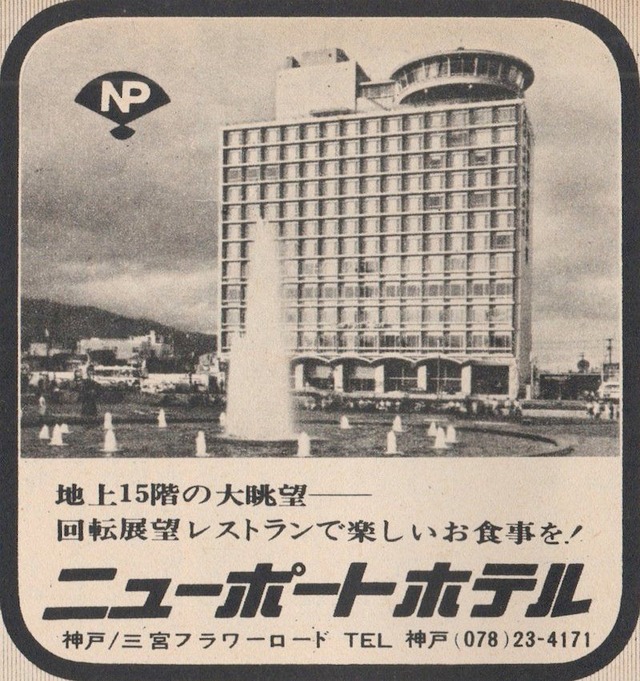 NP
地上15階の大眺望──
回転展望レストランで楽しいお食事を!
ニューポートホテル
神戸/三宮フラワーロード TEL 神戸(078)23-4171